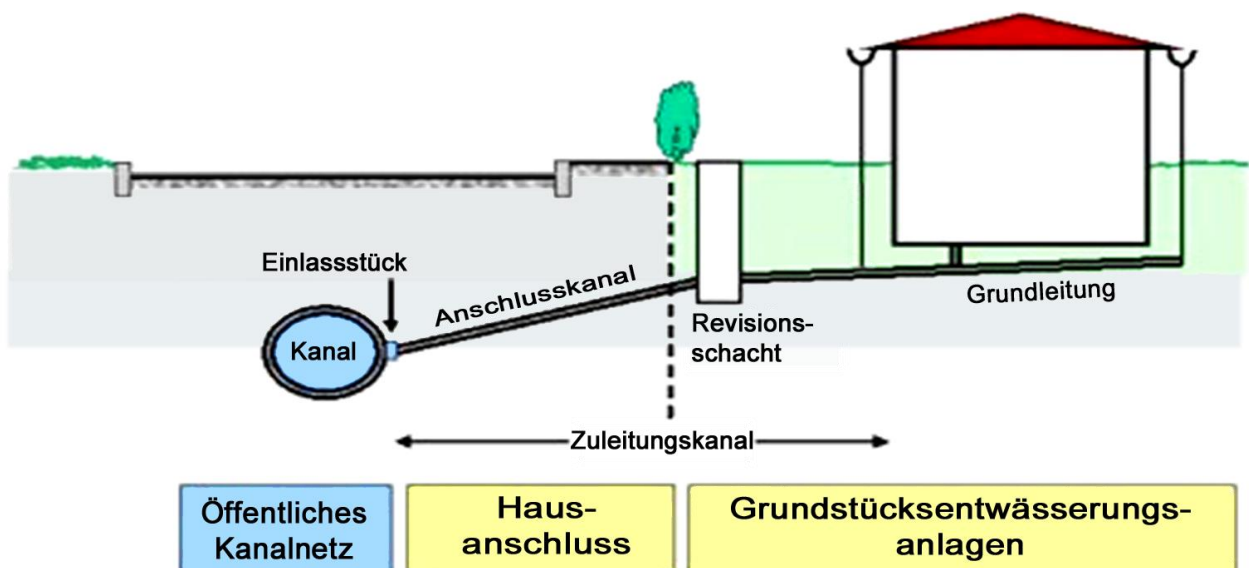 Einlassstück
Anschlusskanal
Kanal
Revisions-
schacht
Grundleitung
Zuleitungskanal
Öffentliches
Kanalnetz
Haus-
anschluss
Grundstücksentwässerungs-
anlagen